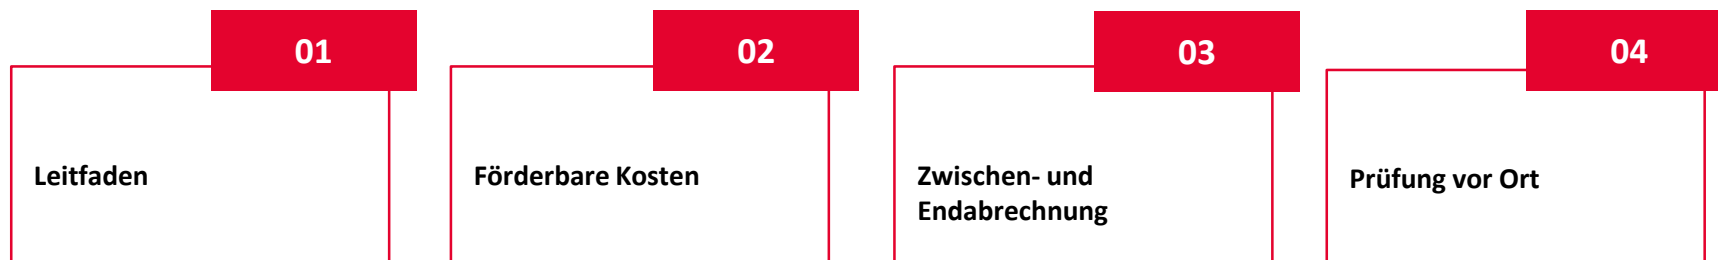 01
Leitfaden
02
Förderbare Kosten
03
Zwischen- und
Endabrechnung
04
Prüfung vor Ort